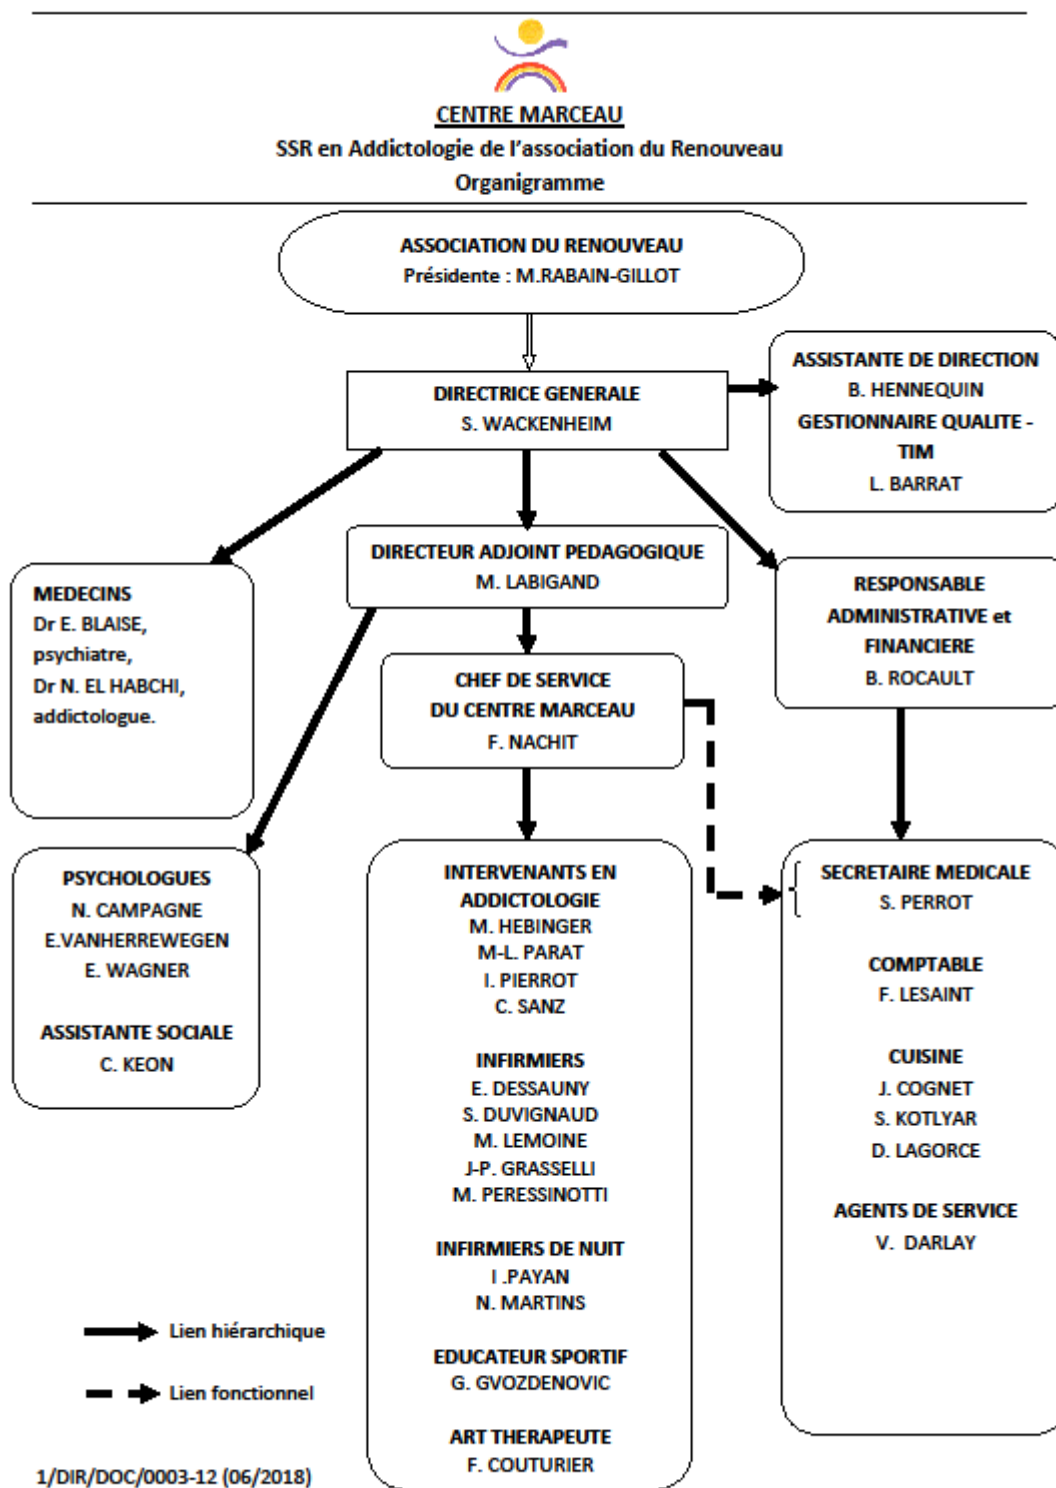 CENTRE MARCEAU
SSR en Addictologie de l'association du Renouveau
Organigramme
ASSOCIATION DU RENOUVEAU
Présidente : M.RABAIN-GILLOT
DIRECTRICE GENERALE
S. WACKENHEIM
ASSISTANTE DE DIRECTION
B. HENNEQUIN
GESTIONNAIRE QUALITE -
TIM
L. BARRAT
DIRECTEUR ADJOINT PEDAGOGIQUE
M. LABIGAND
MEDECINS
Dr E. BLAISE,
psychiatre,
Dr N. EL HABCHI,
addictologue.
RESPONSABLE
ADMINISTRATIVE et
FINANCIERE
B. ROCAULT
CHEF DE SERVICE
DU CENTRE MARCEAU
F. NACHIT
PSYCHOLOGUES
N. CAMPAGNE
E.VANHERREWEGEN
E. WAGNER
ASSISTANTE SOCIALE
C. KEON
INTERVENANTS EN
ADDICTOLOGIE
M. HEBINGER
M-L. PARAT
I. PIERROT
C. SANZ
INFIRMIERS
E. DESSAUNY
S. DUVIGNAUD
M. LEMOINE
J-P. GRASSELLI
M. PERESSINOTTI
INFIRMIERS DE NUIT
I .PAYAN
N. MARTINS
EDUCATEUR SPORTIF
G. GVOZDENOVIC
ART THERAPEUTE
F. COUTURIER
SECRETAIRE MEDICALE
S. PERROT
COMPTABLE
F. LESAINT
CUISINE
J. COGNET
S. KOTLYAR
D. LAGORCE
AGENTS DE SERVICE
V. DARLAY
Lien hiérarchique
Lien fonctionnel
1/DIR/DOC/0003-12 (06/2018)